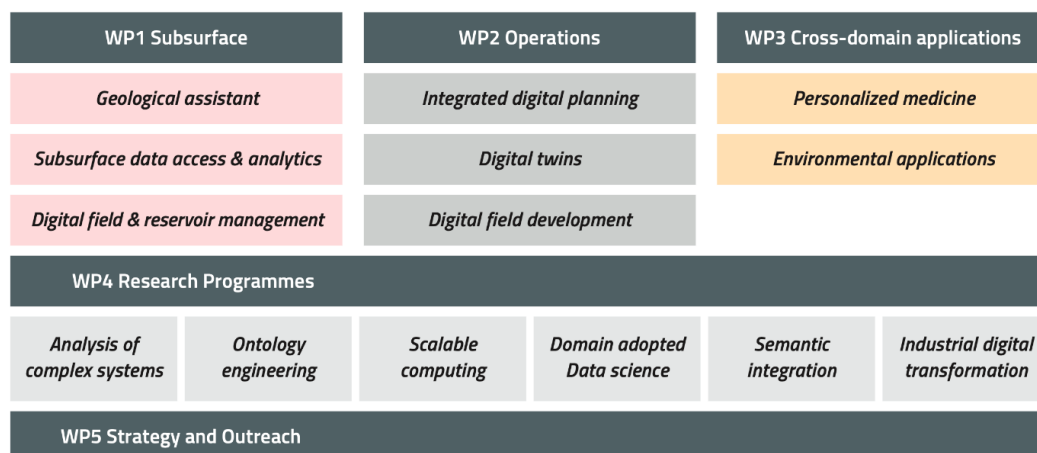 WP1 Subsurface
WP2 Operations
WP3 Cross-domain applications
Geological assistant
Integrated digital planning
Personalized medicine
Subsurface data access & analytics
Digital twins
Environmental applications
Digital field & reservoir management
Digital field development
WP4 Research Programmes
Analysis of
complex systems
Ontology
engineering
Scalable
computing
Domain adopted
Data science
Semantic
integration
Industrial digital
transformation
WP5 Strategy and Outreach